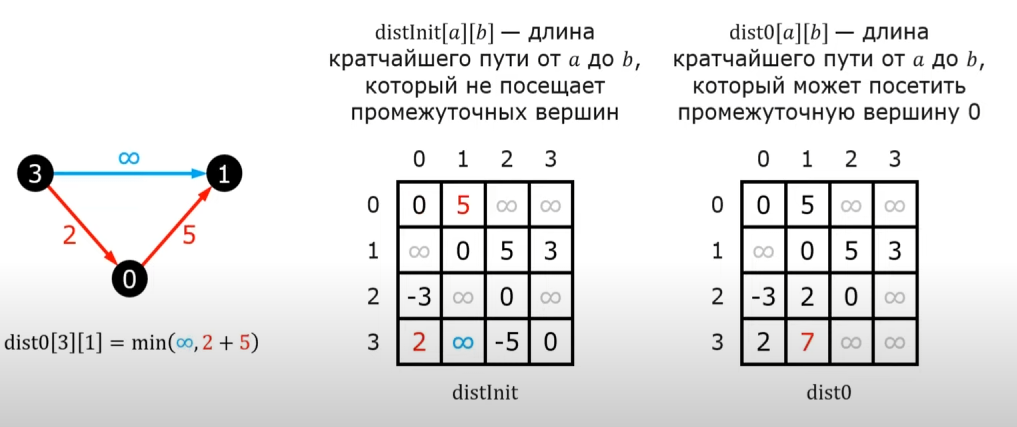 distInit[a][b] — длина
кратчайшего пути от a до b,
который не посещает
промежуточных вершин
dist0[a][b] — длина
кратчайшего пути от a до b,
который может посетить
промежуточную вершину 0
3
∞
1
2
5
0
dist0[3][1] = min(∞, 2 + 5)
0 1 2 3
0 0 5 ∞ ∞
1 ∞ 0 5 3
2 -3 ∞ 0 ∞
3 2 ∞ -5 0
distInit
0 1 2 3
0 0 5 ∞ ∞
1 ∞ 0 5 3
2 -3 2 0 ∞
3 2 7 ∞ ∞
dist0